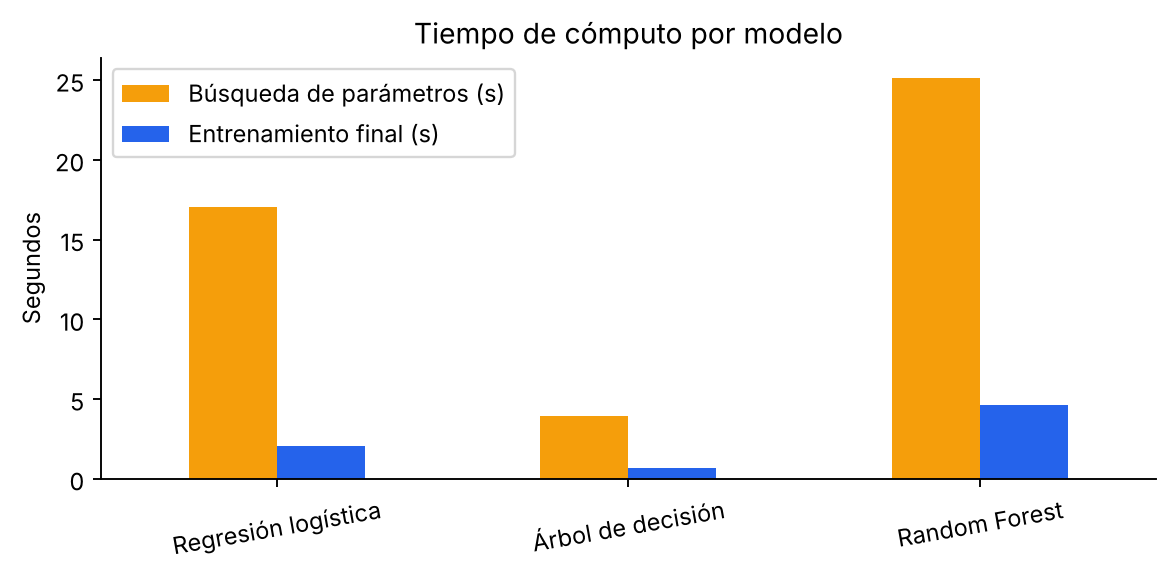 Tiempo de cómputo por modelo
Búsqueda de parámetros (s)
Entrenamiento final (s)
Segundos
25
20
15
10
5
0
Regresión logística
Árbol de decisión
Random Forest